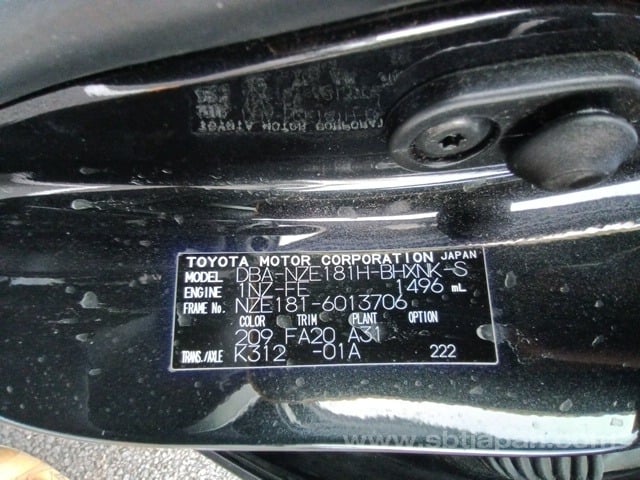 TOYOTA MOTOR CORPORATION JAPAN
MODEL DBA-NZE181H-BHXNK-S
ENGINE 1NZ-FE 1496 mL
FRAME No. NZE181-6013706
COLOR TRIM PLANT OPTION
209 FA20 A31
TRANS./AXLE K312 -01A 222
www.sbtjapan.com